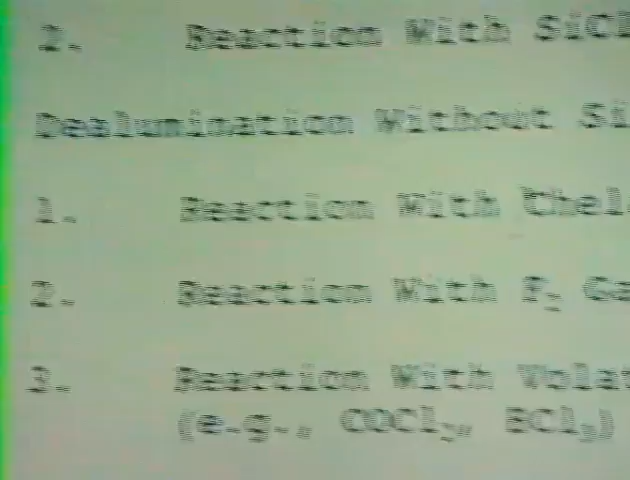 2. Reaction With SiCl
Dealumination Without Si
1. Reaction With Chel
2. Reaction With F₂ Ga
3. Reaction With Volat
(e.g., COCl₂, BCl₃)